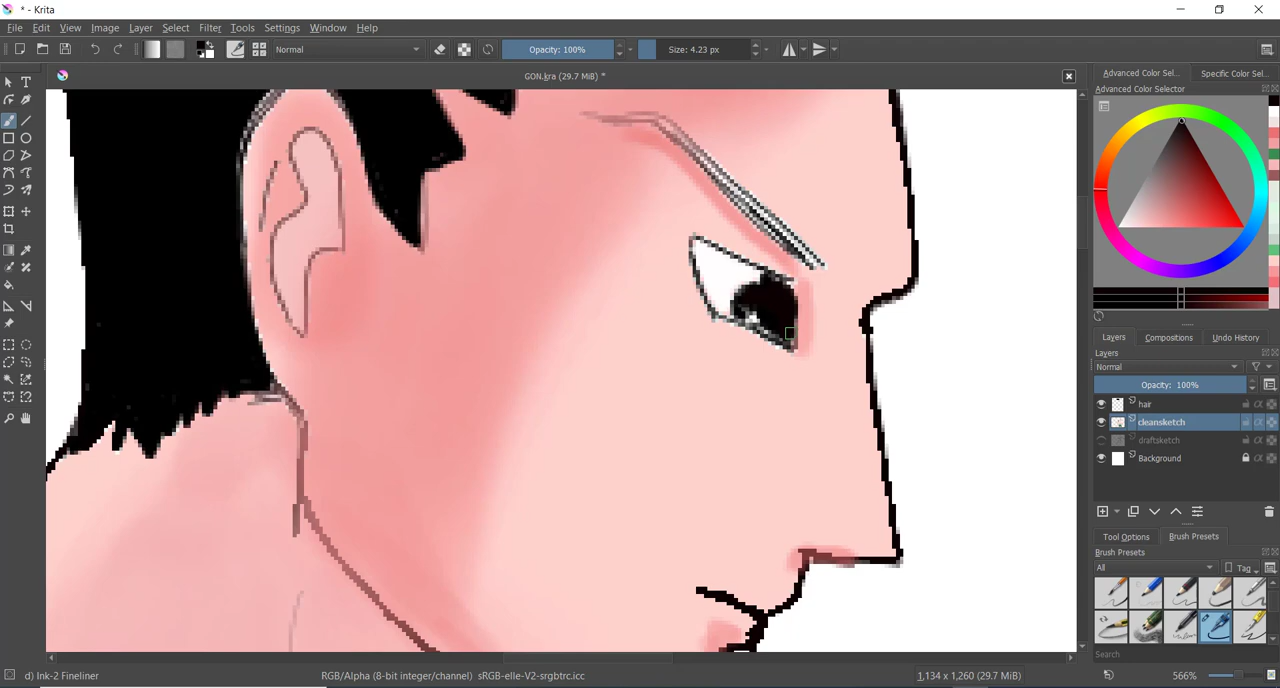 * - Krita
File Edit View Image Layer Select Filter Tools Settings Window Help
Normal Opacity: 100% Size: 4.23 px
GON.kra (29.7 MiB) *
Advanced Color Sel... Specific Color Sel...
Advanced Color Selector
Layers Compositions Undo History
Layers
Normal
Opacity: 100%
hair
cleansketch
draftsketch
Background
Tool Options Brush Presets
Brush Presets
All Tag
Search
d) Ink-2 Fineliner RGB/Alpha (8-bit integer/channel) sRGB-elle-V2-srgbtrc.icc 1,134 x 1,260 (29.7 MiB) 566%